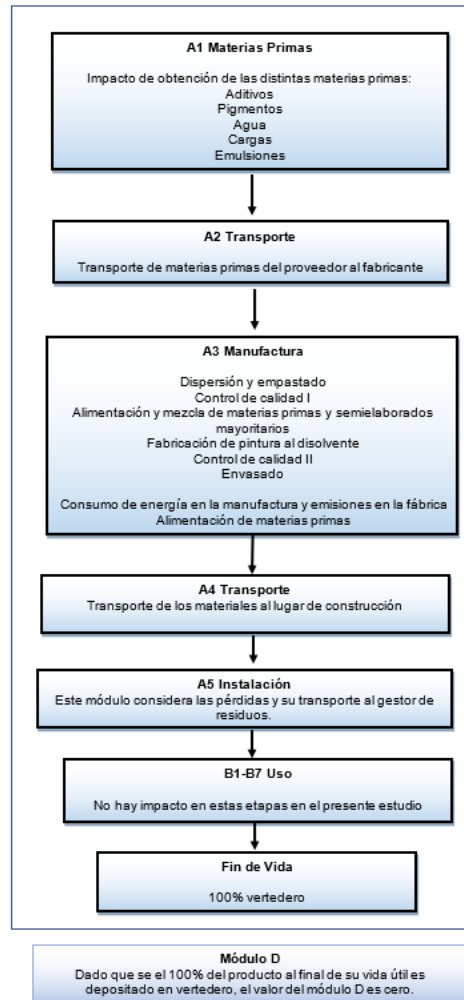 A1 Materias Primas
Impacto de obtención de las distintas materias primas:
Aditivos
Pigmentos
Agua
Cargas
Emulsiones
A2 Transporte
Transporte de materias primas del proveedor al fabricante
A3 Manufactura
Dispersión y empastado
Control de calidad I
Alimentación y mezcla de materias primas y semielaborados
mayoritarios
Fabricación de pintura al disolvente
Control de calidad II
Envasado
Consumo de energía en la manufactura y emisiones en la fábrica
Alimentación de materias primas
A4 Transporte
Transporte de los materiales al lugar de construcción
A5 Instalación
Este módulo considera las pérdidas y su transporte al gestor de
residuos.
B1-B7 Uso
No hay impacto en estas etapas en el presente estudio
Fin de Vida
100% vertedero
Módulo D
Dado que se el 100% del producto al final de su vida útil es
depositado en vertedero, el valor del módulo D es cero.